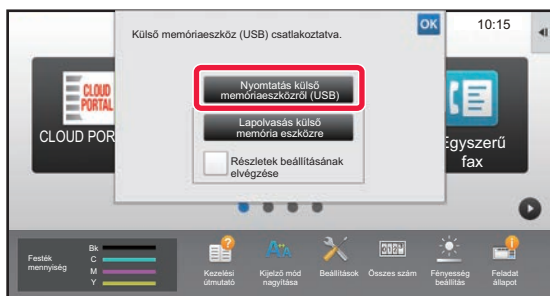 Külső memóriaeszköz (USB) csatlakoztatva.
OK
10:15
Nyomtatás külső
memóriaeszközről (USB)
Lapolvasás külső
memória eszközre
Részletek beállításának
elvégzése
CLOUD
PORTAL
CLOUD POR
Egyszerű
fax
Festék
mennyiség
Bk
C
M
Y
Kezelési
útmutató
Kijelző mód
nagyítása
Beállítások
Összes szám
Fényesség
beállítás
Feladat
állapot